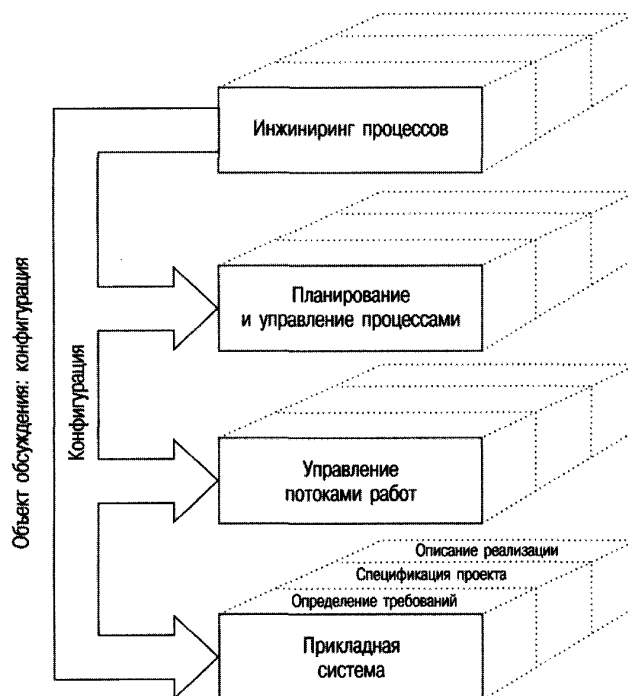 Инжиниринг процессов
Планирование
и управление процессами
Управление
потоками работ
Описание реализации
Спецификация проекта
Определение требований
Прикладная
система
Объект обсуждения: конфигурация
Конфигурация